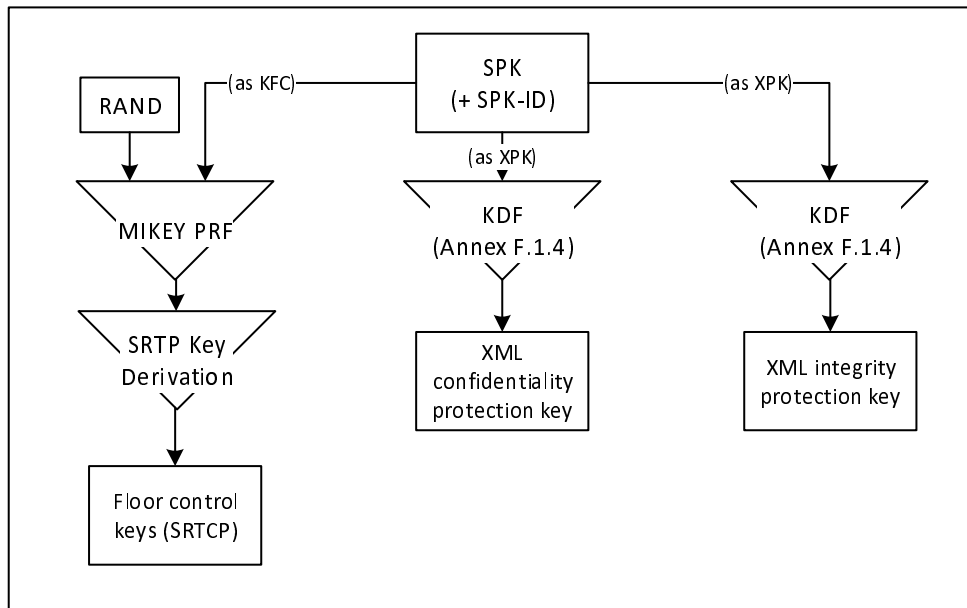 SPK
(+ SPK-ID)
(as KFC)
(as XPK)
RAND
(as XPK)
MIKEY PRF
KDF
(Annex F.1.4)
KDF
(Annex F.1.4)
SRTP Key
Derivation
XML
confidentiality
protection key
XML integrity
protection key
Floor control
keys (SRTCP)